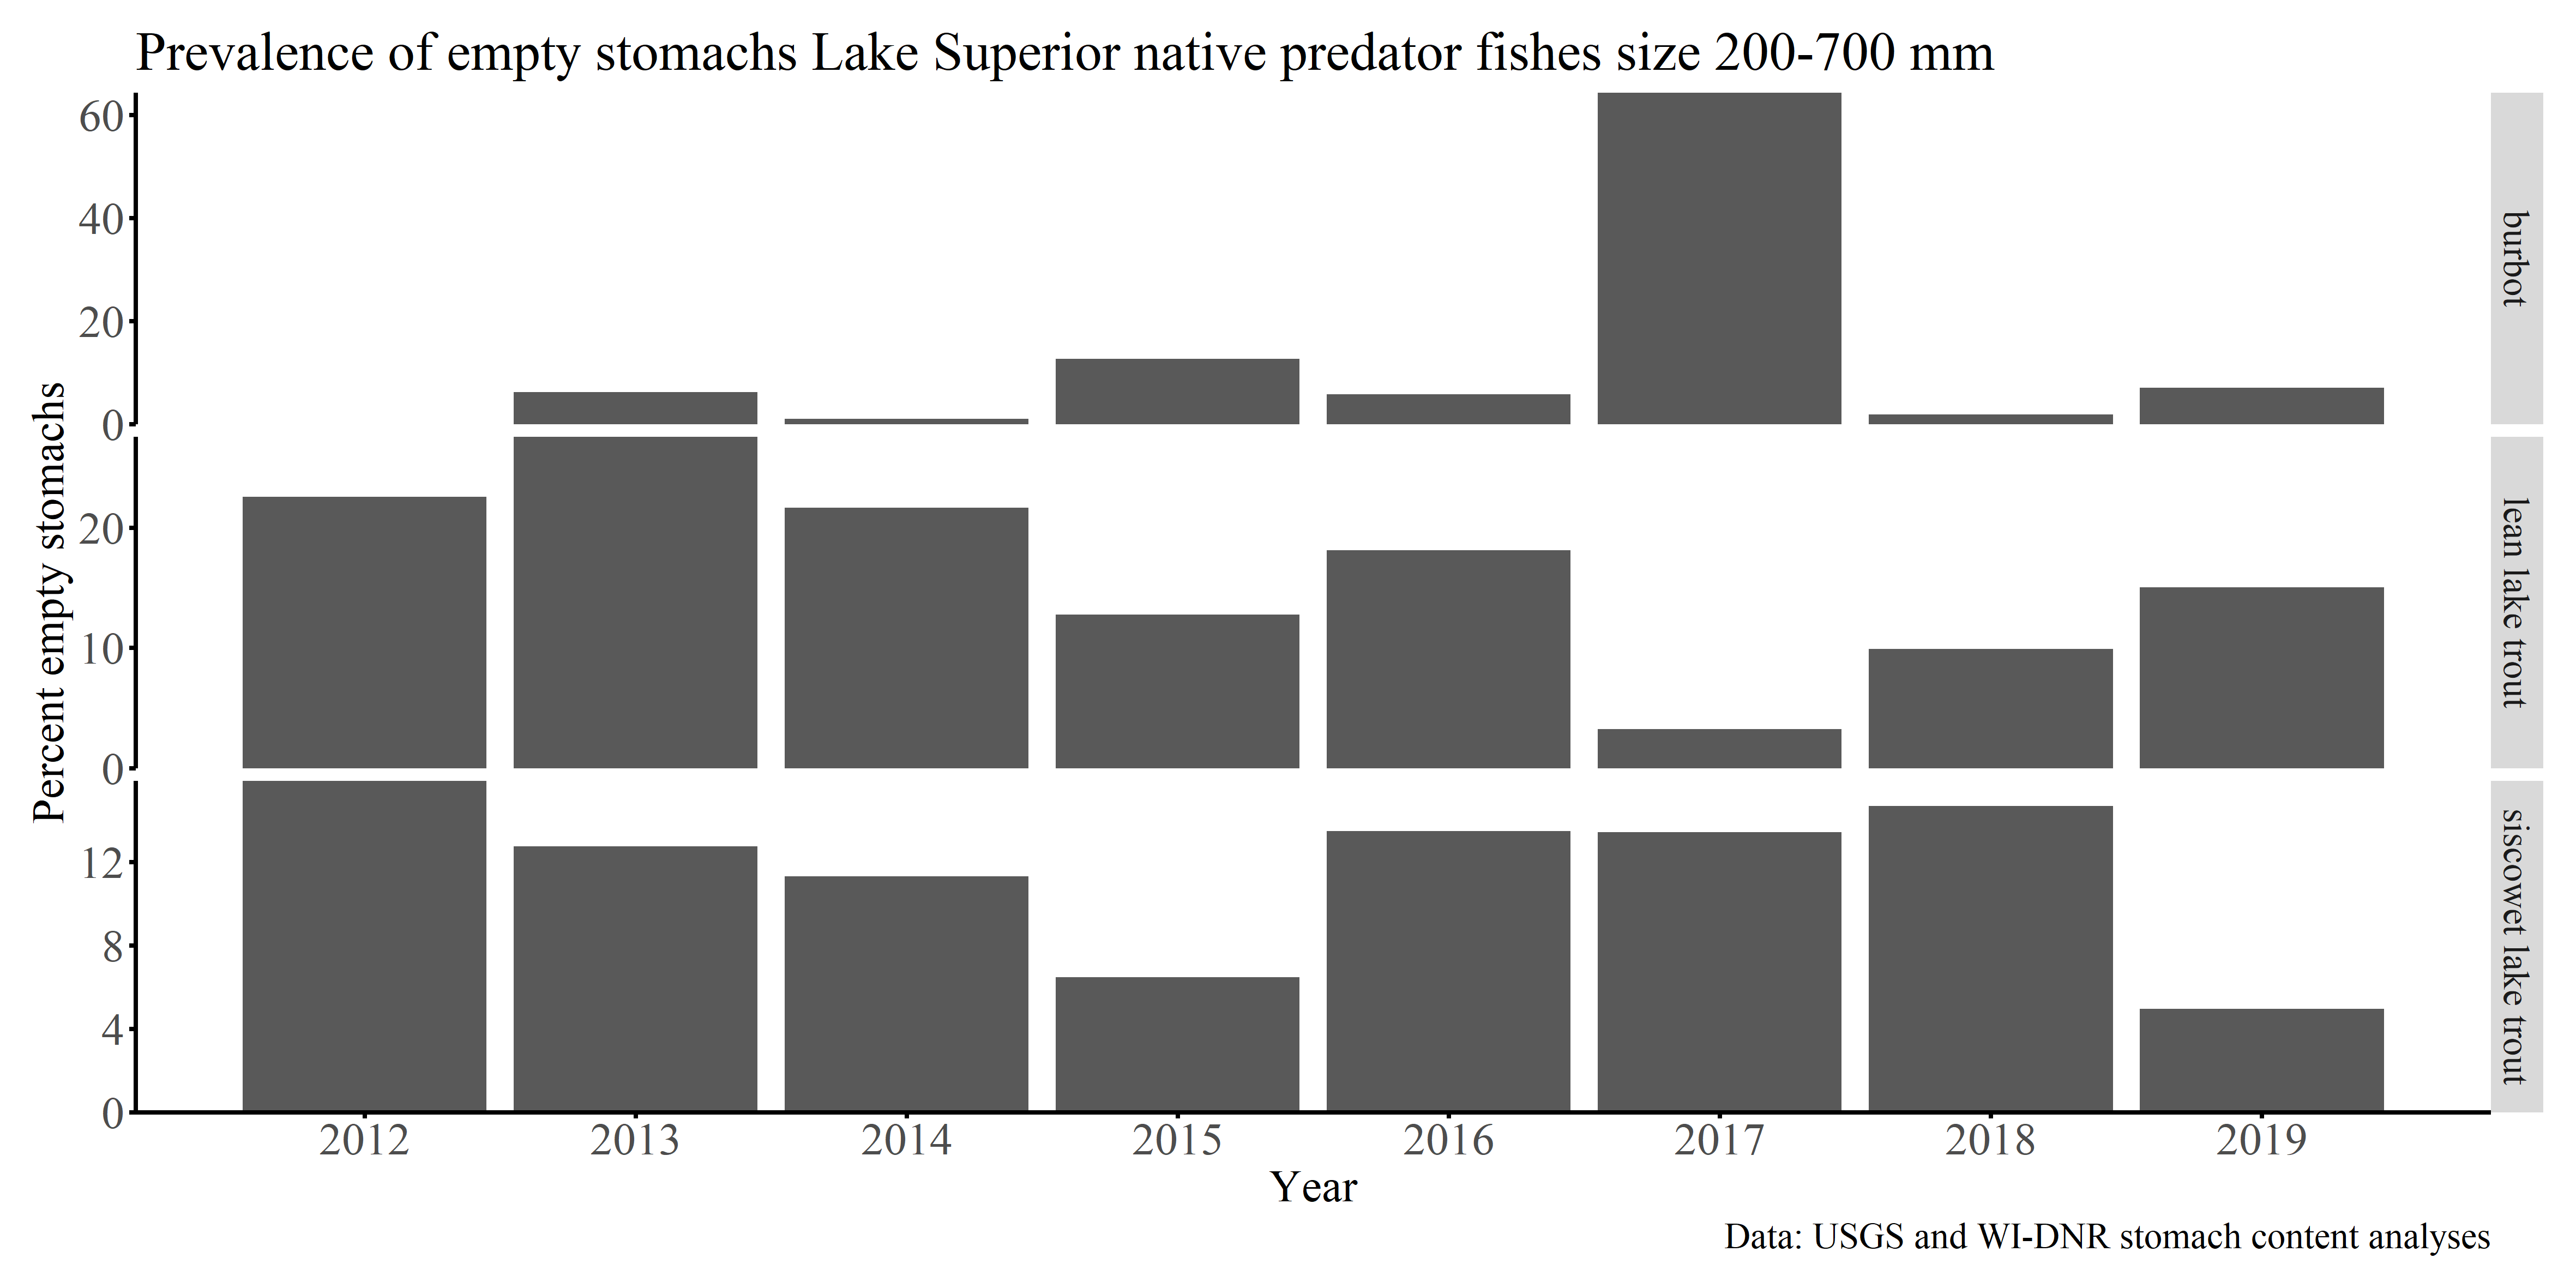 Prevalence of empty stomachs Lake Superior native predator fishes size 200-700 mm
Percent empty stomachs
60
40
20
0
burbot
20
10
0
lean lake trout
12
8
4
0
siscowet lake trout
2012 2013 2014 2015 2016 2017 2018 2019
Year
Data: USGS and WI-DNR stomach content analyses